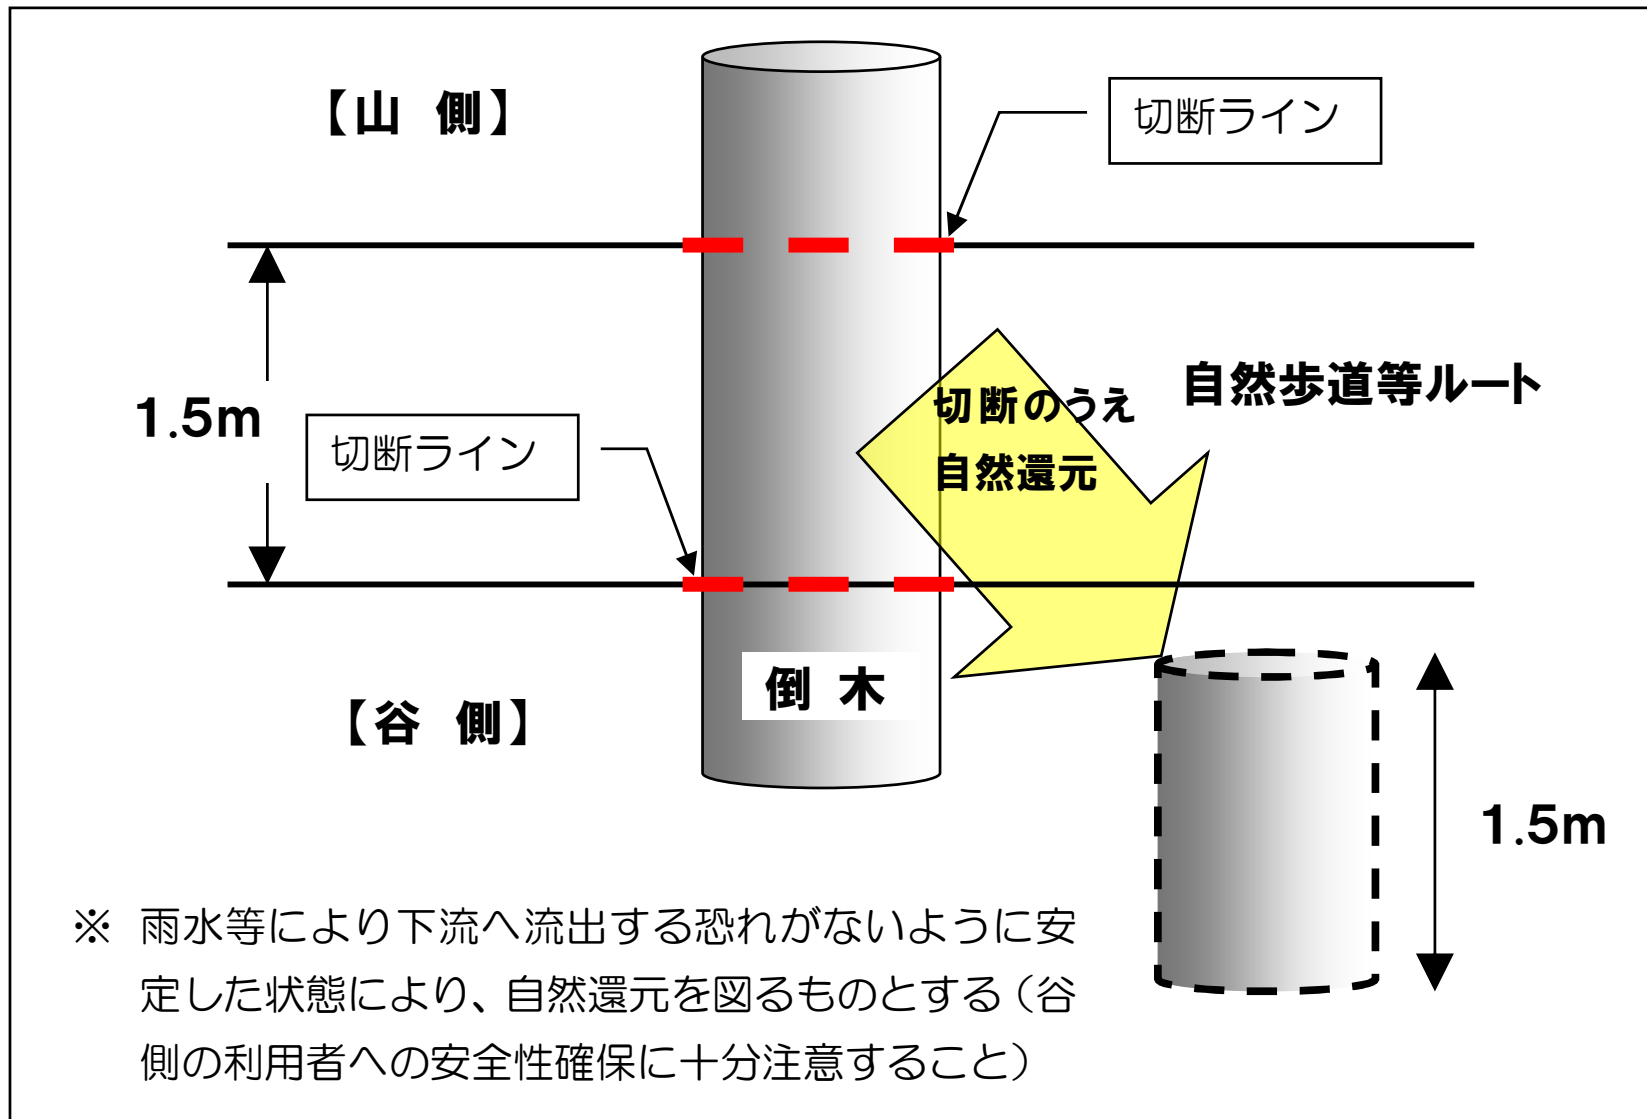 【山 側】
切断ライン
1.5m
切断ライン
切断のうえ
自然還元
自然歩道等ルート
倒 木
【谷 側】
1.5m
※ 雨水等により下流へ流出する恐れがないように安
定した状態により、自然還元を図るものとする（谷
側の利用者への安全性確保に十分注意すること）